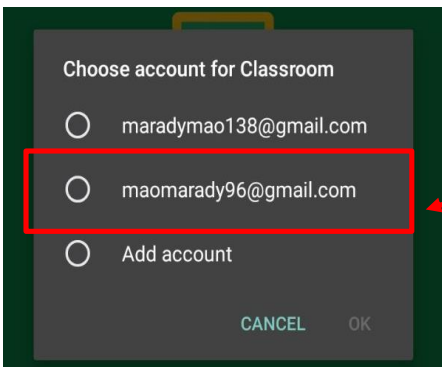 Choose account for Classroom
maradymao138@gmail.com
maomarady96@gmail.com
Add account
CANCEL OK